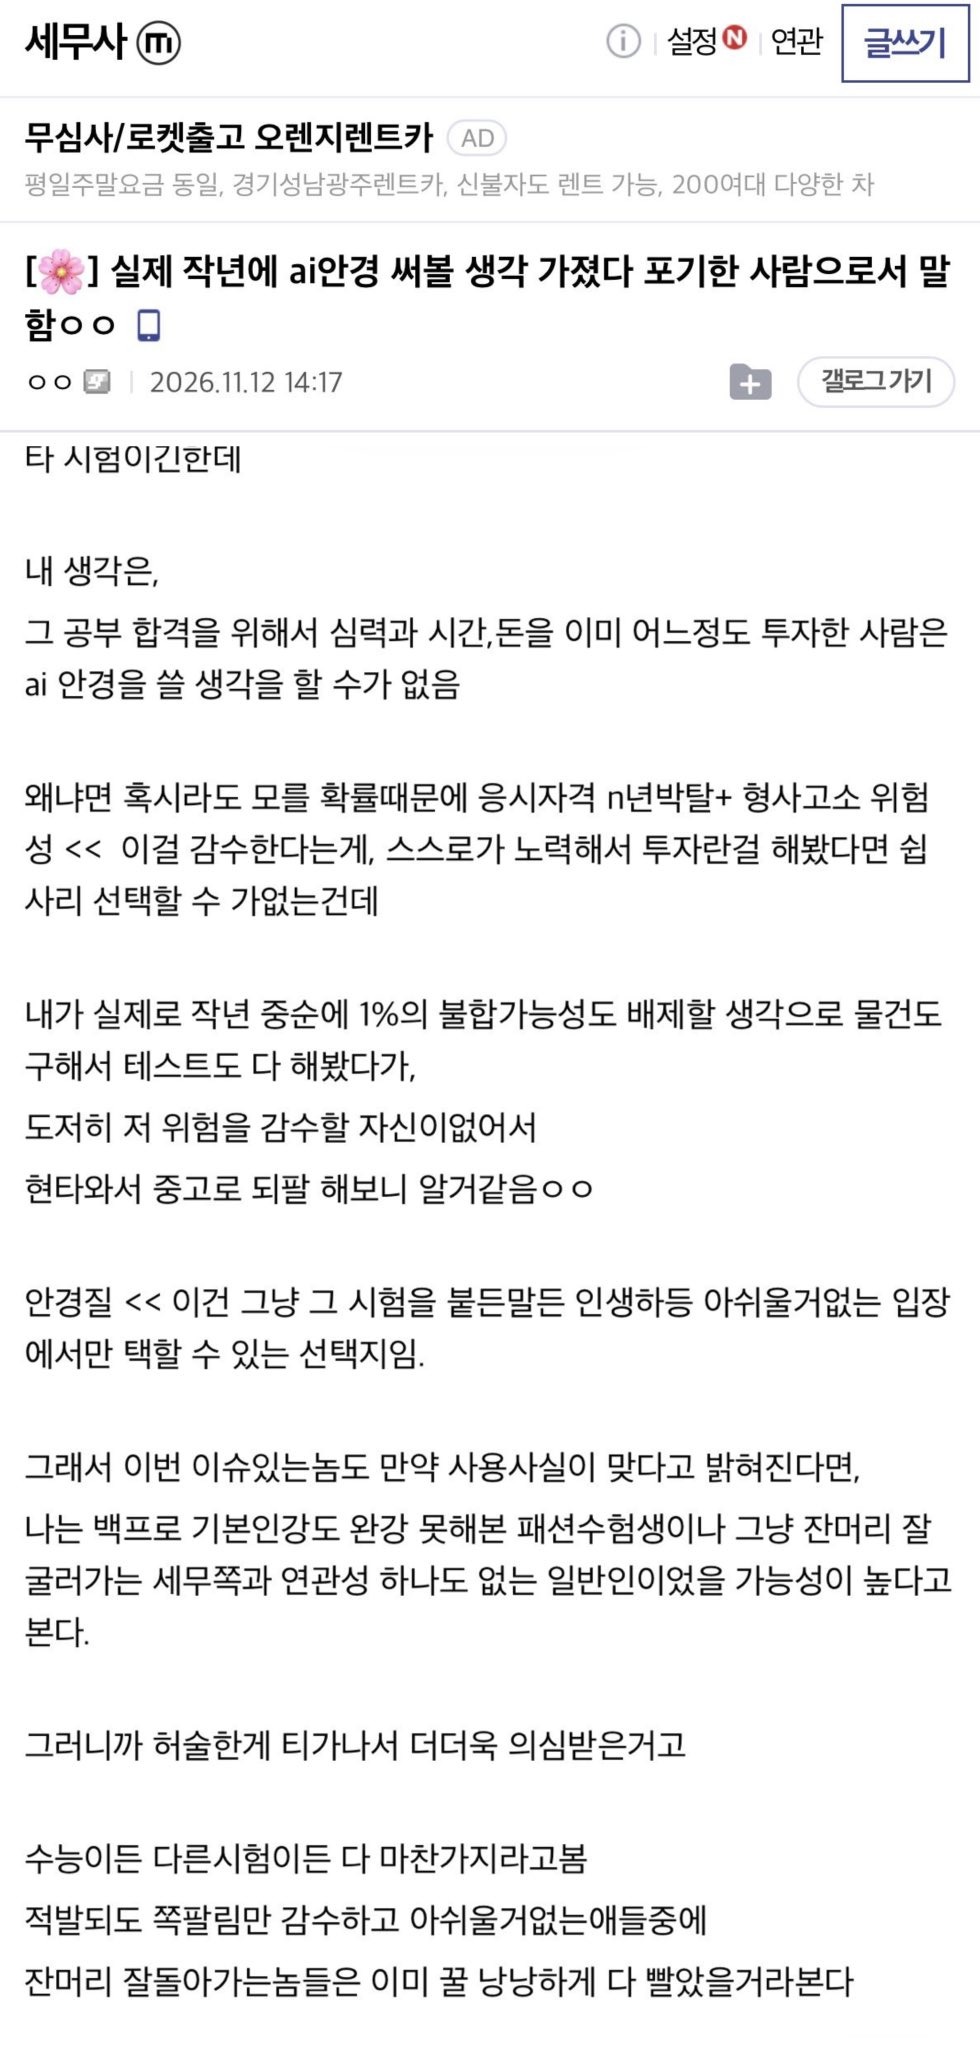 세무사 ⓜ
설정 N 연관 글쓰기
무심사/로켓출고 오렌지렌트카 AD
평일주말요금 동일, 경기성남광주렌트카, 신불자도 렌트 가능, 200여대 다양한 차
[🌸] 실제 작년에 ai안경 써볼 생각 가졌다 포기한 사람으로서 말
함ㅇㅇ
ㅇㅇ 2026.11.12 14:17 갤로그 가기
타 시험이긴한데
내 생각은,
그 공부 합격을 위해서 심력과 시간,돈을 이미 어느정도 투자한 사람은
ai 안경을 쓸 생각을 할 수가 없음
왜냐면 혹시라도 모를 확률때문에 응시자격 n년박탈+ 형사고소 위험
성 << 이걸 감수한다는게, 스스로가 노력해서 투자란걸 해봤다면 쉽
사리 선택할 수 가없는건데
내가 실제로 작년 중순에 1%의 불합가능성도 배제할 생각으로 물건도
구해서 테스트도 다 해봤다가,
도저히 저 위험을 감수할 자신이없어서
현타와서 중고로 되팔 해보니 알거같음ㅇㅇ
안경질 << 이건 그냥 그 시험을 붙든말든 인생하등 아쉬울거없는 입장
에서만 택할 수 있는 선택지임.
그래서 이번 이슈있는놈도 만약 사용사실이 맞다고 밝혀진다면,
나는 백프로 기본인강도 완강 못해본 패션수험생이나 그냥 잔머리 잘
굴러가는 세무쪽과 연관성 하나도 없는 일반인이었을 가능성이 높다고
본다.
그러니까 허술한게 티가나서 더더욱 의심받은거고
수능이든 다른시험이든 다 마찬가지라고봄
적발되도 쪽팔림만 감수하고 아쉬울거없는애들중에
잔머리 잘돌아가는놈들은 이미 꿀 낭낭하게 다 빨았을거라본다